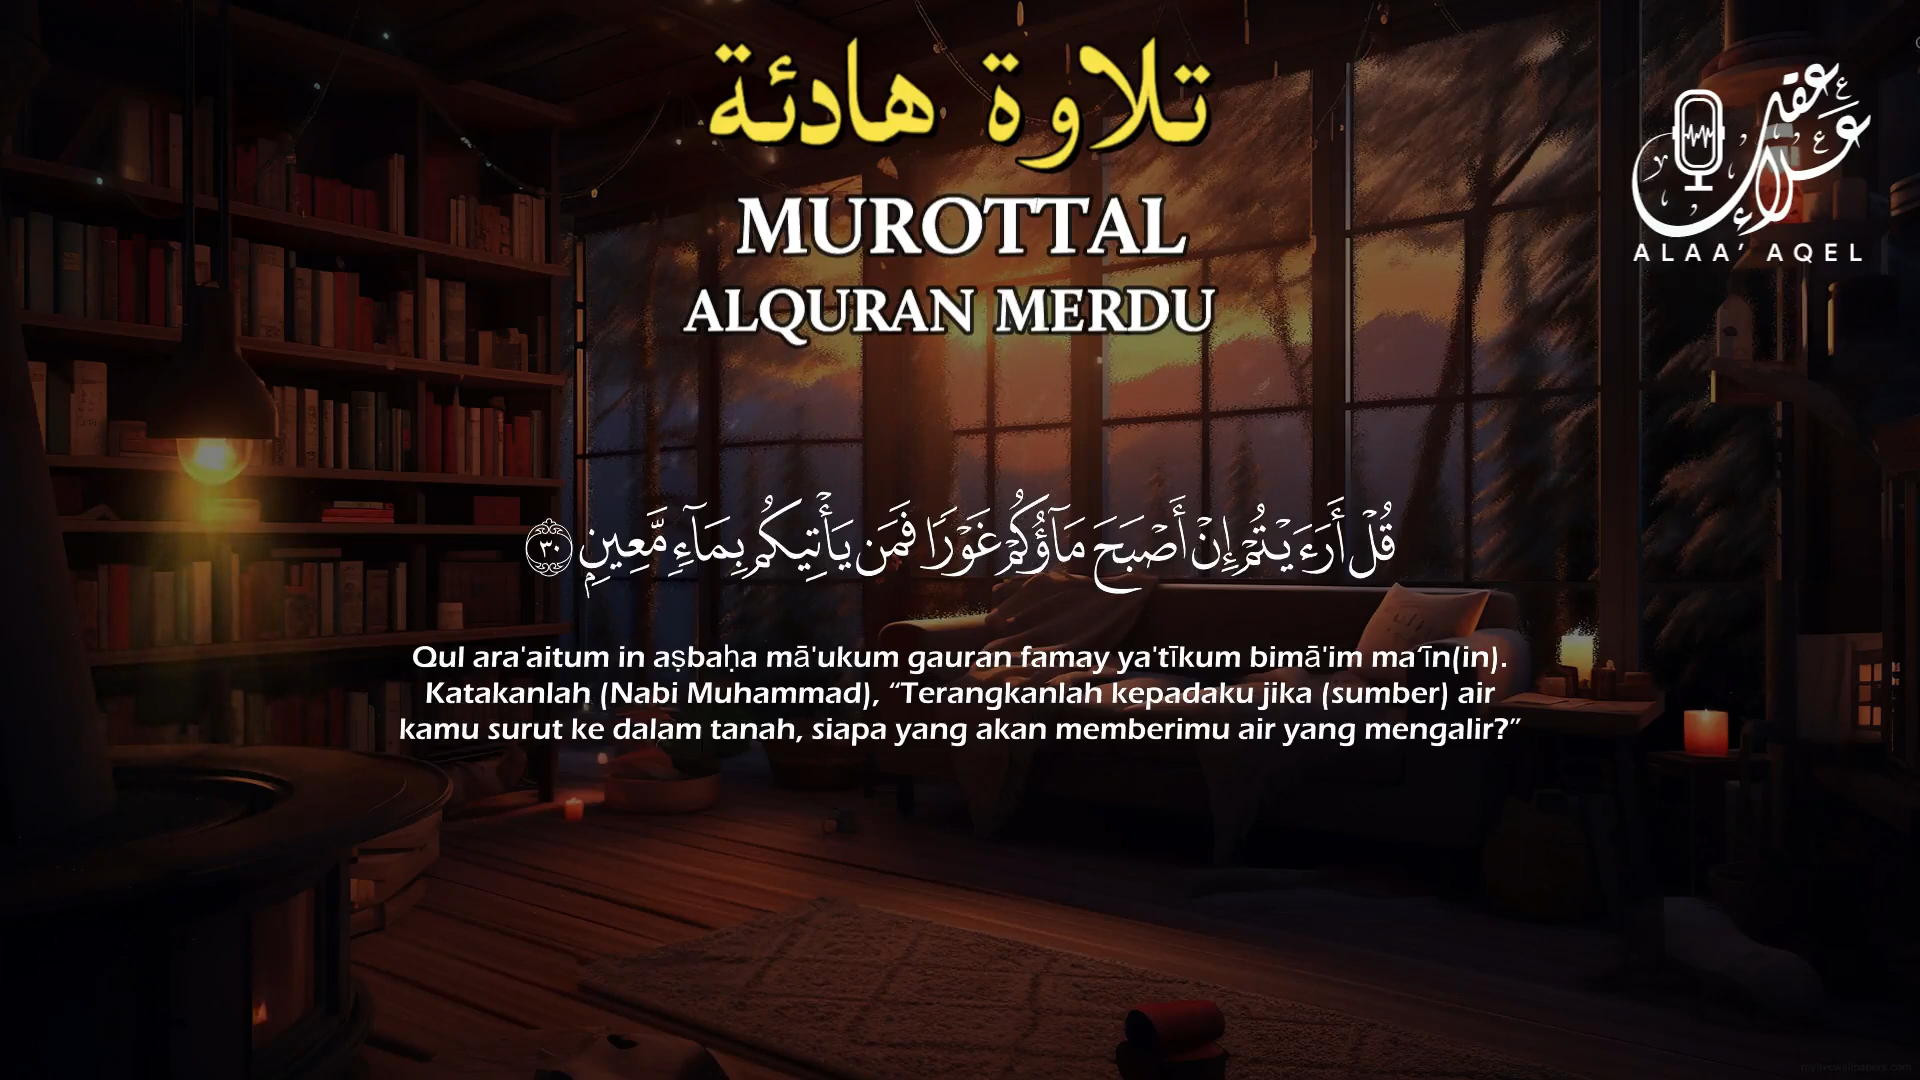 تلاوة هادئة
MUROTTAL
ALQURAN MERDU
علاء عقل
ALAA' AQEL
قُلْ أَرَءَيْتُمْ إِنْ أَصْبَحَ مَآؤُكُمْ غَوْرًا فَمَن يَأْتِيكُم بِمَآءٍ مَّعِينٍۭ ٣٠
Qul ara'aitum in aṣbaḥa mā'ukum gauran famay ya'tīkum bimā'im ma‘īn(in).
Katakanlah (Nabi Muhammad), “Terangkanlah kepadaku jika (sumber) air
kamu surut ke dalam tanah, siapa yang akan memberimu air yang mengalir?”